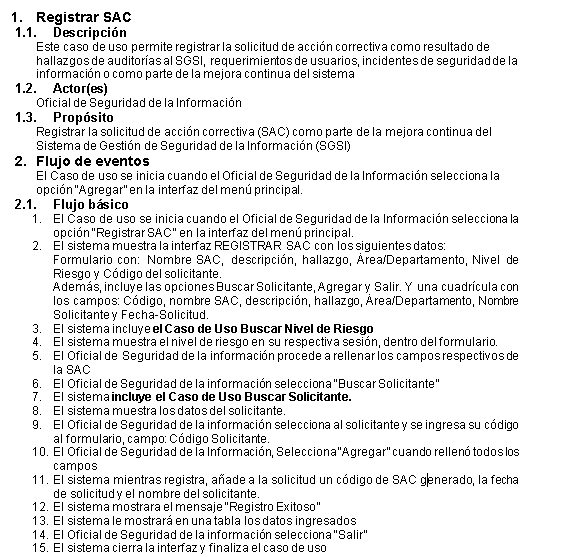 1. Registrar SAC
1.1. Descripción
Este caso de uso permite registrar la solicitud de acción correctiva como resultado de
hallazgos de auditorías al SGSI, requerimientos de usuarios, incidentes de seguridad de la
información o como parte de la mejora continua del sistema
1.2. Actor(es)
Oficial de Seguridad de la Información
1.3. Propósito
Registrar la solicitud de acción correctiva (SAC) como parte de la mejora continua del
Sistema de Gestión de Seguridad de la Información (SGSI)
2. Flujo de eventos
El Caso de uso se inicia cuando el Oficial de Seguridad de la Información selecciona la
opción "Agregar" en la interfaz del menú principal.
2.1. Flujo básico
1. El Caso de uso se inicia cuando el Oficial de Seguridad de la Información selecciona la
opción "Registrar SAC" en la interfaz del menú principal.
2. El sistema muestra la interfaz REGISTRAR SAC con los siguientes datos:
Formulario con: Nombre SAC, descripción, hallazgo, Área/Departamento, Nivel de
Riesgo y Código del solicitante.
Además, incluye las opciones Buscar Solicitante, Agregar y Salir. Y una cuadrícula con
los campos: Código, nombre SAC, descripción, hallazgo, Área/Departamento, Nombre
Solicitante y Fecha-Solicitud.
3. El sistema incluye el Caso de Uso Buscar Nivel de Riesgo
4. El sistema muestra el nivel de riesgo en su respectiva sesión, dentro del formulario.
5. El Oficial de Seguridad de la información procede a rellenar los campos respectivos de
la SAC
6. El Oficial de Seguridad de la información selecciona "Buscar Solicitante"
7. El sistema incluye el Caso de Uso Buscar Solicitante.
8. El sistema muestra los datos del solicitante.
9. El Oficial de Seguridad de la información selecciona al solicitante y se ingresa su código
al formulario, campo: Código Solicitante.
10. El Oficial de Seguridad de la Información, Selecciona "Agregar" cuando rellenó todos los
campos
11. El sistema mientras registra, añade a la solicitud un código de SAC generado, la fecha
de solicitud y el nombre del solicitante.
12. El sistema mostrara el mensaje "Registro Exitoso"
13. El sistema le mostrará en una tabla los datos ingresados
14. El Oficial de Seguridad de la Información selecciona "Salir"
15. El sistema cierra la interfaz y finaliza el caso de uso